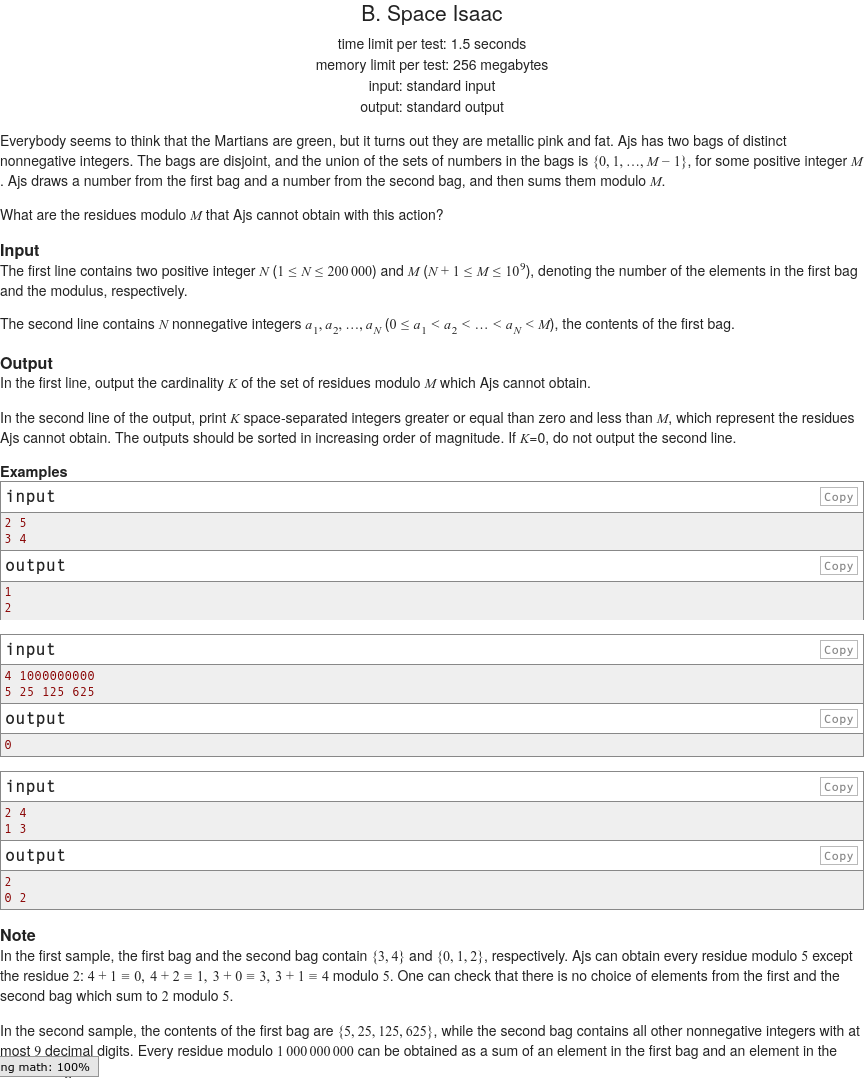 B. Space Isaac
time limit per test: 1.5 seconds
memory limit per test: 256 megabytes
input: standard input
output: standard output
Everybody seems to think that the Martians are green, but it turns out they are metallic pink and fat. Ajs has two bags of distinct
nonnegative integers. The bags are disjoint, and the union of the sets of numbers in the bags is {0, 1, …, M − 1}, for some positive integer M
. Ajs draws a number from the first bag and a number from the second bag, and then sums them modulo M.
What are the residues modulo M that Ajs cannot obtain with this action?
Input
The first line contains two positive integer N (1 ≤ N ≤ 200 000) and M (N + 1 ≤ M ≤ 10⁹), denoting the number of the elements in the first bag
and the modulus, respectively.
The second line contains N nonnegative integers a₁, a₂, …, a_N (0 ≤ a₁ < a₂ < … < a_N < M), the contents of the first bag.
Output
In the first line, output the cardinality K of the set of residues modulo M which Ajs cannot obtain.
In the second line of the output, print K space-separated integers greater or equal than zero and less than M, which represent the residues
Ajs cannot obtain. The outputs should be sorted in increasing order of magnitude. If K=0, do not output the second line.
Examples
input Copy
2 5
3 4
output Copy
1
2
input Copy
4 1000000000
5 25 125 625
output Copy
0
input Copy
2 4
1 3
output Copy
2
0 2
Note
In the first sample, the first bag and the second bag contain {3, 4} and {0, 1, 2}, respectively. Ajs can obtain every residue modulo 5 except
the residue 2: 4 + 1 ≡ 0, 4 + 2 ≡ 1, 3 + 0 ≡ 3, 3 + 1 ≡ 4 modulo 5. One can check that there is no choice of elements from the first and the
second bag which sum to 2 modulo 5.
In the second sample, the contents of the first bag are {5, 25, 125, 625}, while the second bag contains all other nonnegative integers with at
most 9 decimal digits. Every residue modulo 1 000 000 000 can be obtained as a sum of an element in the first bag and an element in the
ng math: 100%